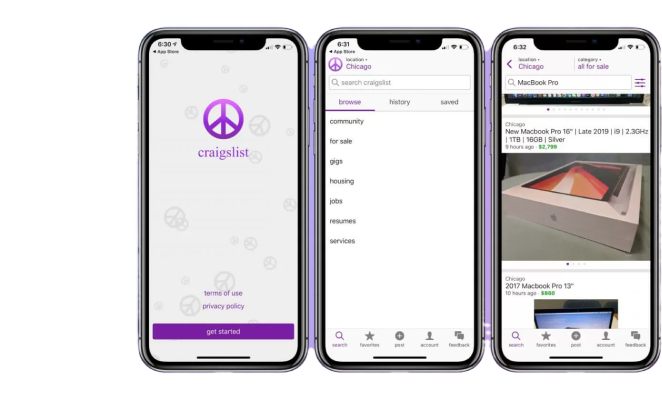 6:30
App Store
craigslist
terms of use
privacy policy
get started
6:31
App Store
location
Chicago
search craigslist
browse
history
saved
community
for sale
gigs
housing
jobs
resumes
services
search
favorites
post
account
feedback
6:32
location
Chicago
category
all for sale
MacBook Pro
Chicago
New Macbook Pro 16" | Late 2019 | i9 | 2.3GHz
| 1TB | 16GB | Silver
9 hours ago · $2,799
Chicago
2017 Macbook Pro 13"
10 hours ago ·
search
favorites
post
account
feedback